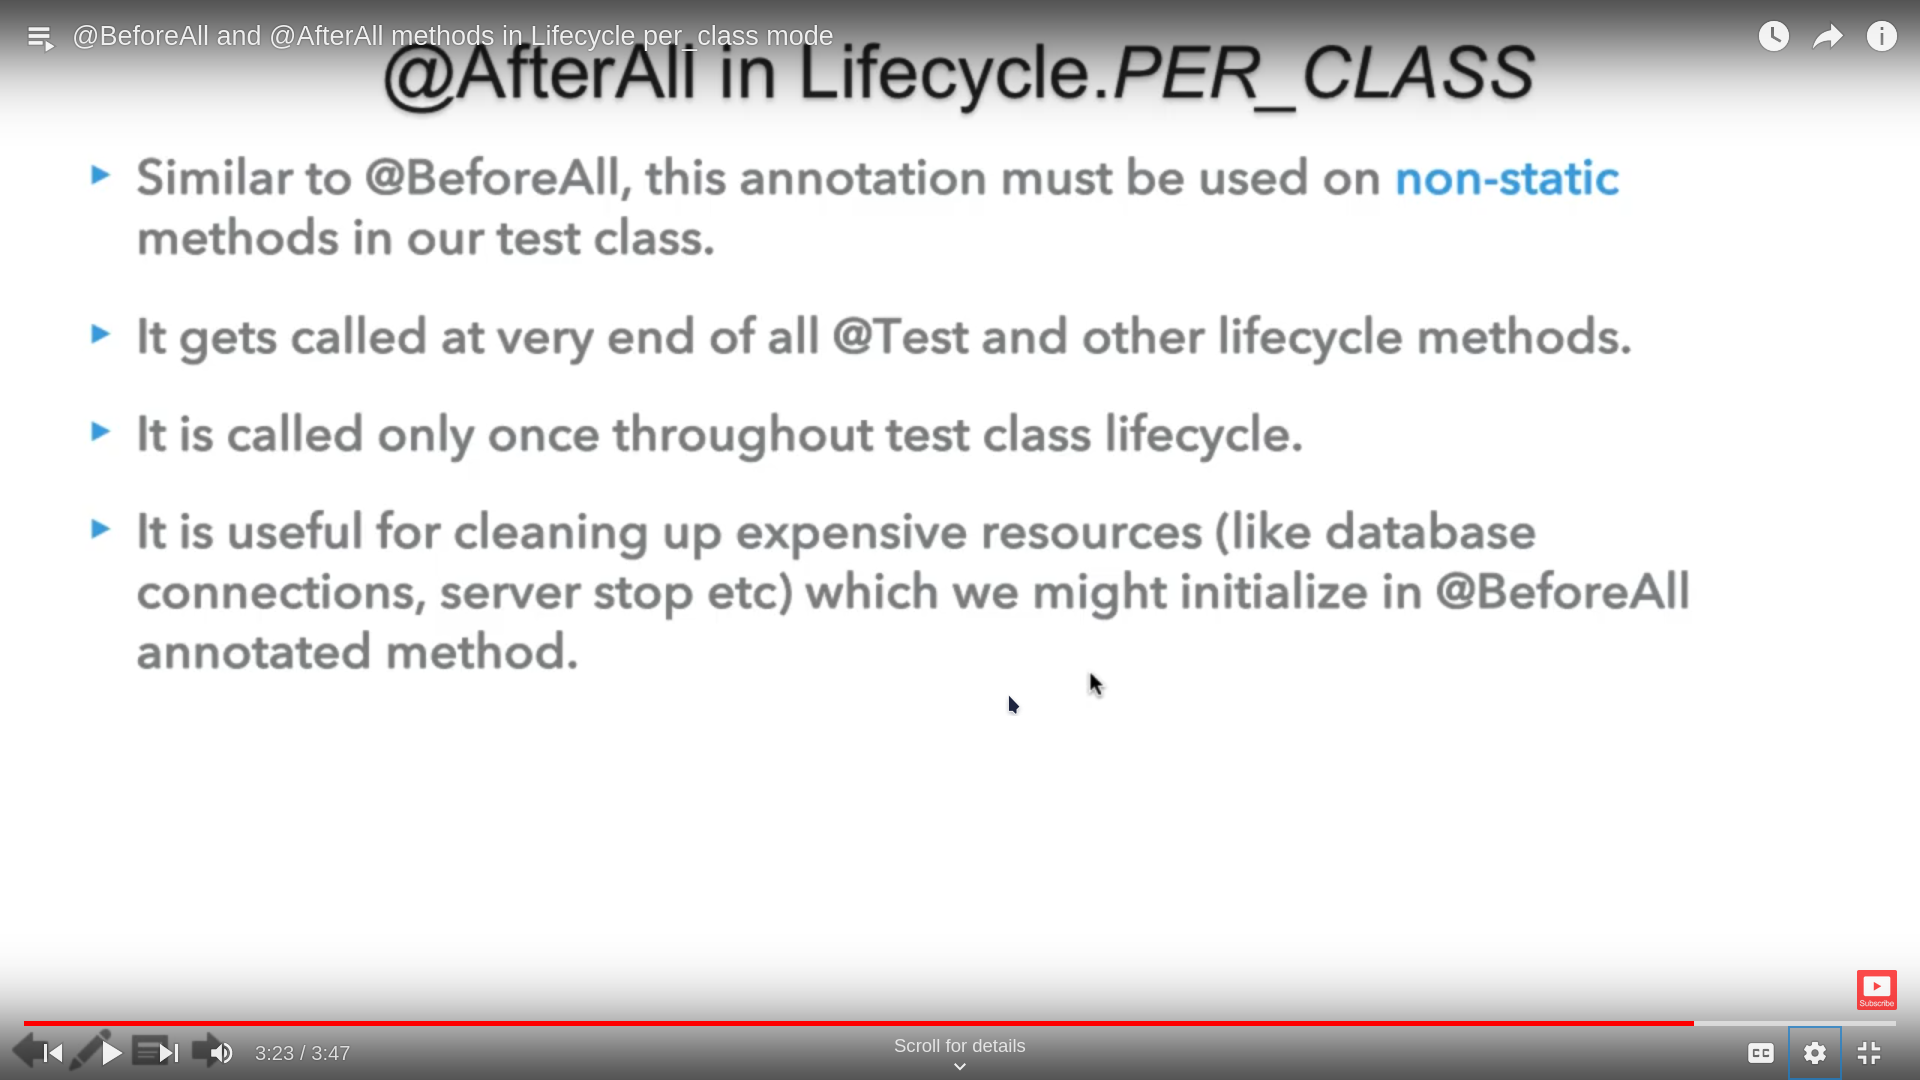 @BeforeAll and @AfterAll methods in Lifecycle per_class mode
@AfterAll in Lifecycle.PER_CLASS
Similar to @BeforeAll, this annotation must be used on non-static
methods in our test class.
It gets called at very end of all @Test and other lifecycle methods.
It is called only once throughout test class lifecycle.
It is useful for cleaning up expensive resources (like database
connections, server stop etc) which we might initialize in @BeforeAll
annotated method.
Subscribe
3:23 / 3:47
Scroll for details
CC